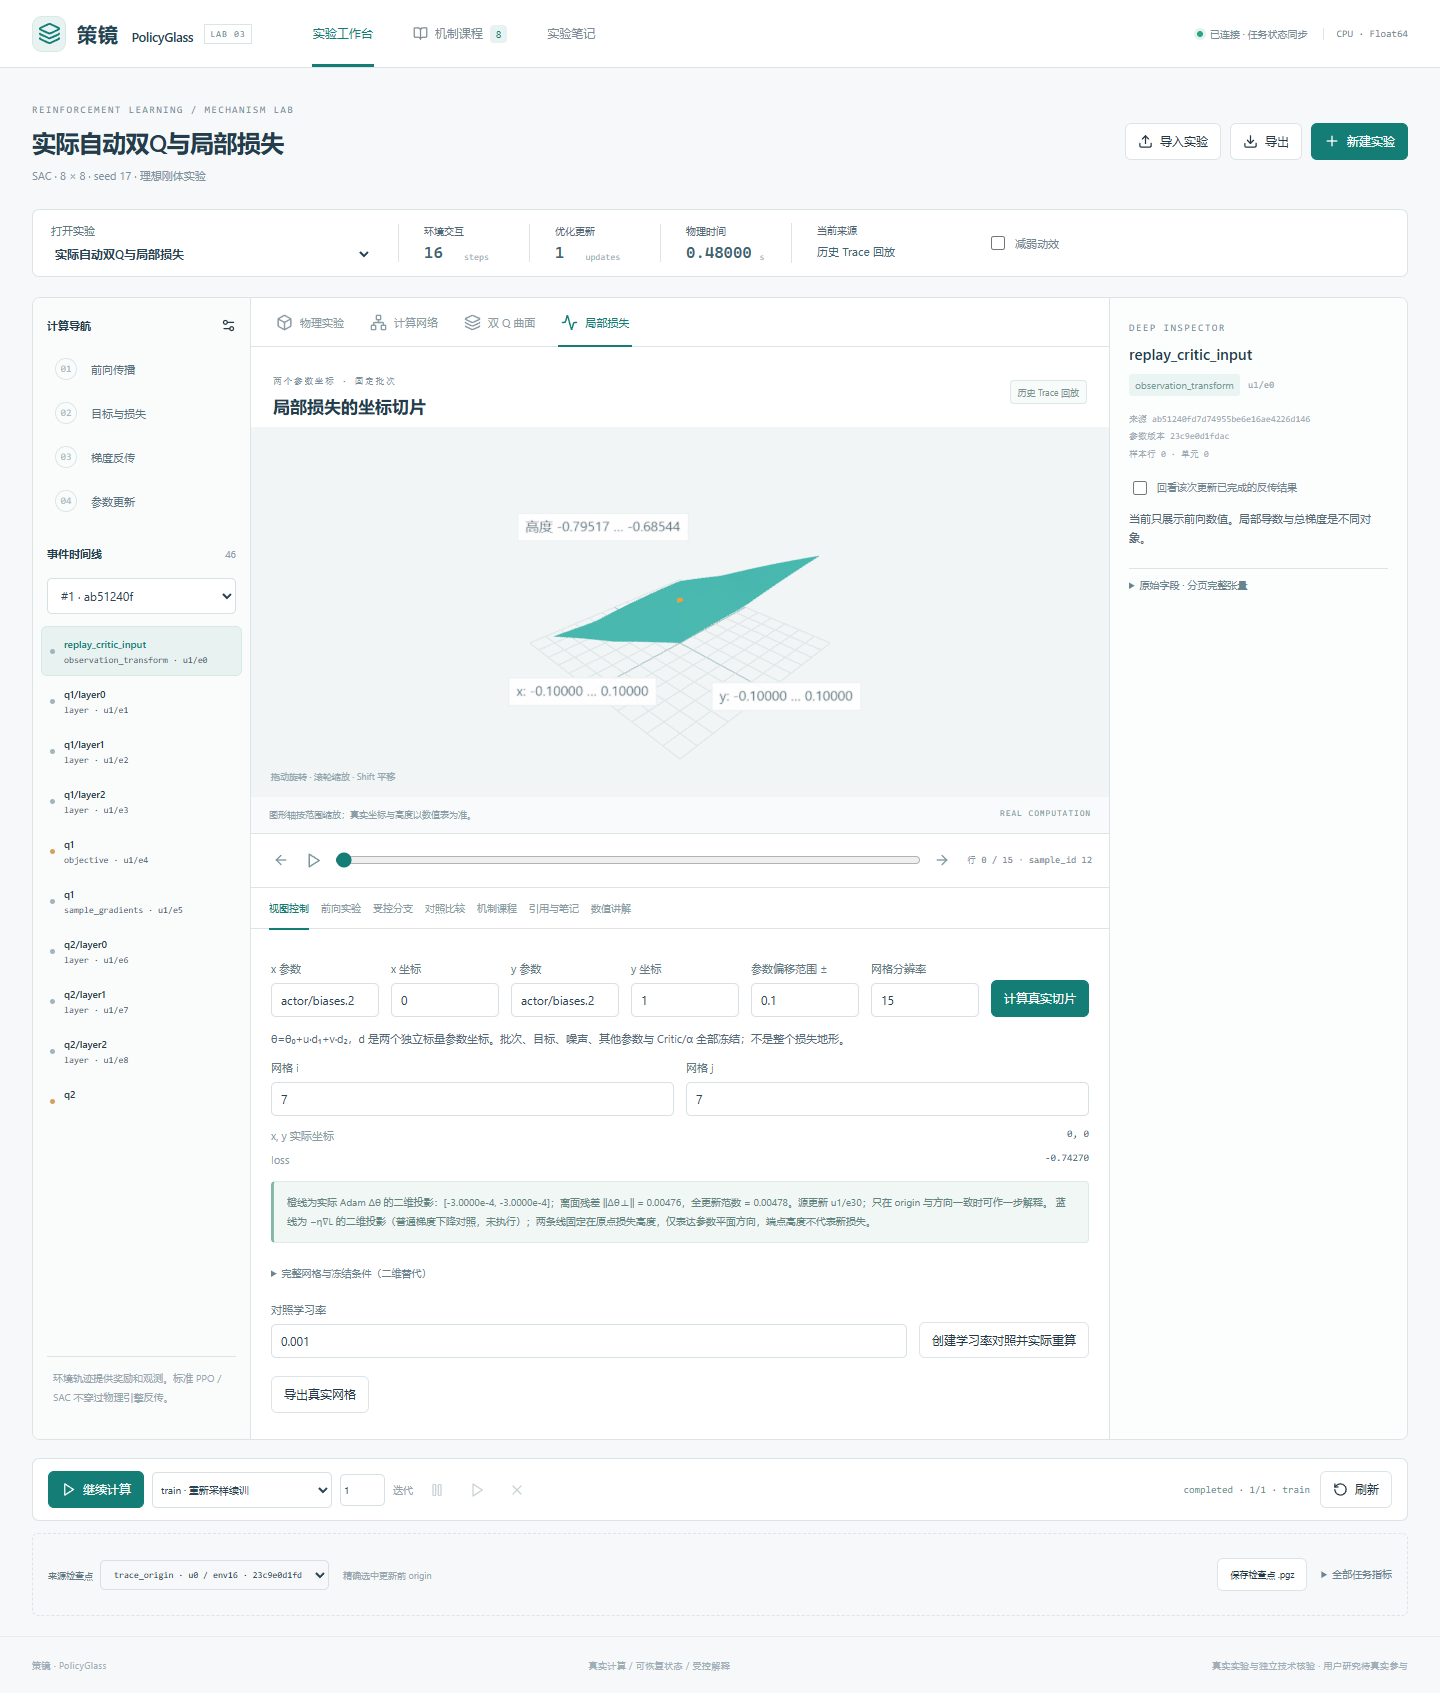 策镜 PolicyGlass LAB 03
实验工作台
机制课程 8
实验笔记
已连接 · 任务状态同步
CPU · Float64
REINFORCEMENT LEARNING / MECHANISM LAB
实际自动双Q与局部损失
SAC · 8 × 8 · seed 17 · 理想刚体实验
导入实验
导出
新建实验
打开实验
实际自动双Q与局部损失
环境交互
16 steps
优化更新
1 updates
物理时间
0.48000 s
当前来源
历史 Trace 回放
减弱动效
计算导航
01 前向传播
02 目标与损失
03 梯度反传
04 参数更新
事件时间线 46
#1 · ab51240f
replay_critic_input
observation_transform · u1/e0
q1/layer0
layer · u1/e1
q1/layer1
layer · u1/e2
q1/layer2
layer · u1/e3
q1
objective · u1/e4
q1
sample_gradients · u1/e5
q2/layer0
layer · u1/e6
q2/layer1
layer · u1/e7
q2/layer2
layer · u1/e8
q2
环境轨迹提供奖励和观测。标准 PPO /
SAC 不穿过物理引擎反传。
物理实验
计算网络
双 Q 曲面
局部损失
两个参数坐标 · 固定批次
局部损失的坐标切片
历史 Trace 回放
高度 -0.79517 ... -0.68544
x: -0.10000 ... 0.10000
y: -0.10000 ... 0.10000
拖动旋转 · 滚轮缩放 · Shift 平移
图形轴按范围缩放；真实坐标与高度以数值表为准。
REAL COMPUTATION
行 0 / 15 · sample_id 12
视图控制
前向实验
受控分支
对照比较
机制课程
引用与笔记
数值讲解
x 参数
actor/biases.2
x 坐标
0
y 参数
actor/biases.2
y 坐标
1
参数偏移范围 ±
0.1
网格分辨率
15
计算真实切片
θ=θ₀+u·d₁+v·d₂，d 是两个独立标量参数坐标。批次、目标、噪声、其他参数与 Critic/α 全部冻结；不是整个损失地形。
网格 i
7
网格 j
7
x, y 实际坐标 0, 0
loss -0.74270
橙线为实际 Adam Δθ 的二维投影：[-3.0000e-4, -3.0000e-4]；离面残差 ‖Δθ⊥‖ = 0.00476，全更新范数 = 0.00478。源更新 u1/e30；只在 origin 与方向一致时可作一步解释。 蓝
线为 −η∇L 的二维投影（普通梯度下降对照，未执行）；两条线固定在原点损失高度，仅表达参数平面方向，端点高度不代表新损失。
完整网格与冻结条件（二维替代）
对照学习率
0.001
创建学习率对照并实际重算
导出真实网格
DEEP INSPECTOR
replay_critic_input
observation_transform u1/e0
来源 ab51240fd7d74955be6e16ae4226d146
参数版本 23c9e0d1fdac
样本行 0 · 单元 0
回看该次更新已完成的反传结果
当前只展示前向数值。局部导数与总梯度是不同对
象。
原始字段 · 分页完整张量
继续计算
train · 重新采样续训
1 迭代
completed · 1/1 · train
刷新
来源检查点
trace_origin · u0 / env16 · 23c9e0d1fd
精确选中更新前 origin
保存检查点 .pgz
全部任务指标
策镜 · PolicyGlass
真实计算 / 可恢复状态 / 受控解释
真实实验与独立技术核验 · 用户研究待真实参与